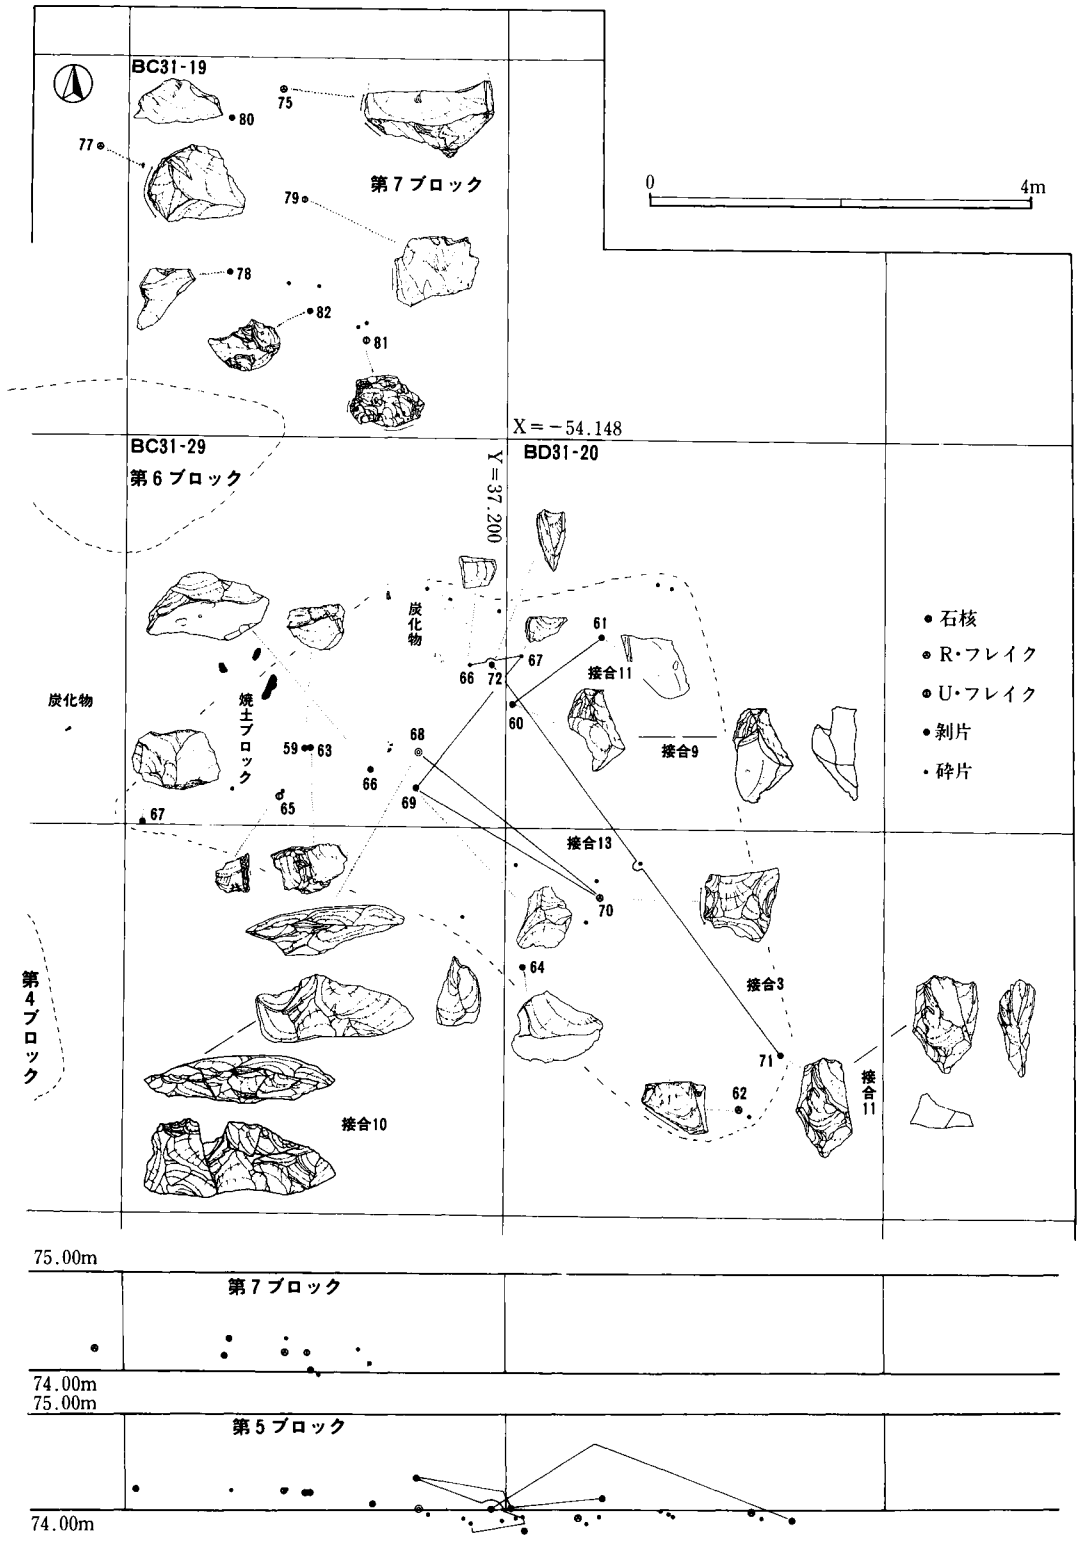 BC31-19
75
80
77
第7ブロック
0 4m
79
78
82
81
X=-54.148
BC31-29
BD31-20
第6ブロック
Y=37.200
炭化物
61
67
66
72
接合11
60
炭化物
焼土ブロック
接合9
59
63
68
66
69
65
67
接合13
70
64
第4ブロック
接合3
71
62
接合11
接合10
石核
R・フレイク
U・フレイク
剝片
砕片
75.00m
第7ブロック
74.00m
75.00m
第5ブロック
74.00m